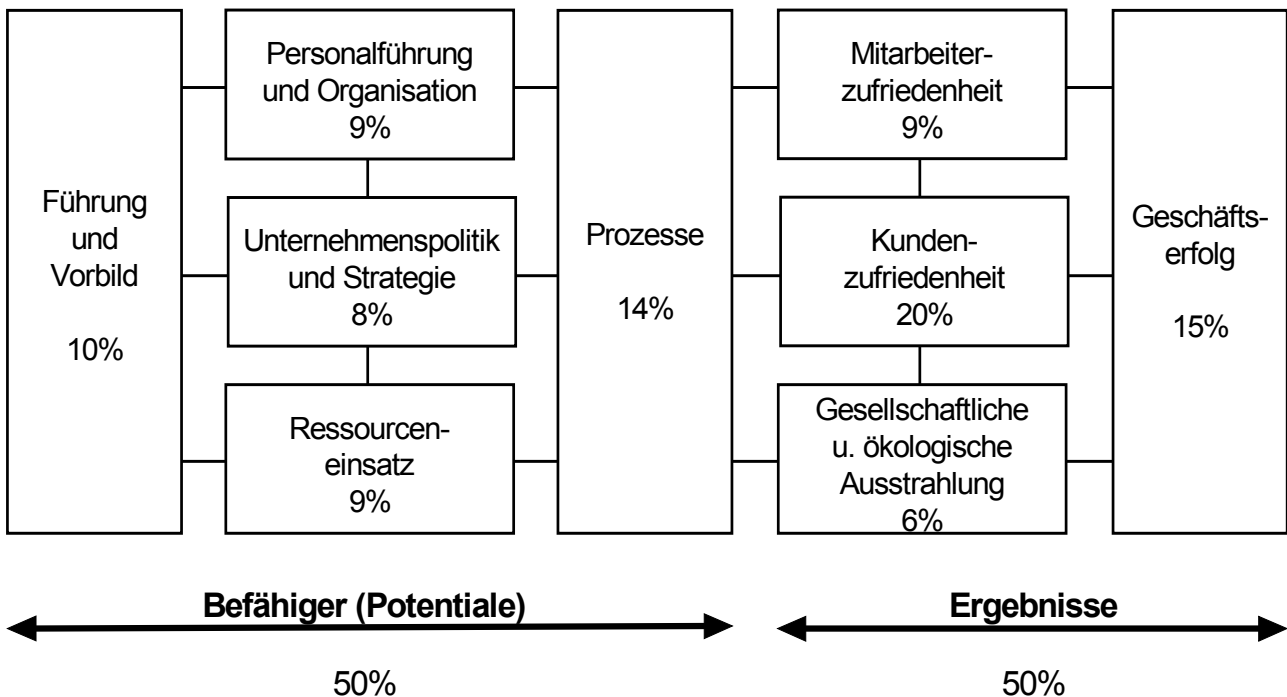 Führung
und
Vorbild
10%
Personalführung
und Organisation
9%
Unternehmenspolitik
und Strategie
8%
Ressourcen-
einsatz
9%
Prozesse
14%
Mitarbeiter-
zufriedenheit
9%
Kunden-
zufriedenheit
20%
Gesellschaftliche
u. ökologische
Ausstrahlung
6%
Geschäfts-
erfolg
15%
Befähiger (Potentiale)
50%
Ergebnisse
50%